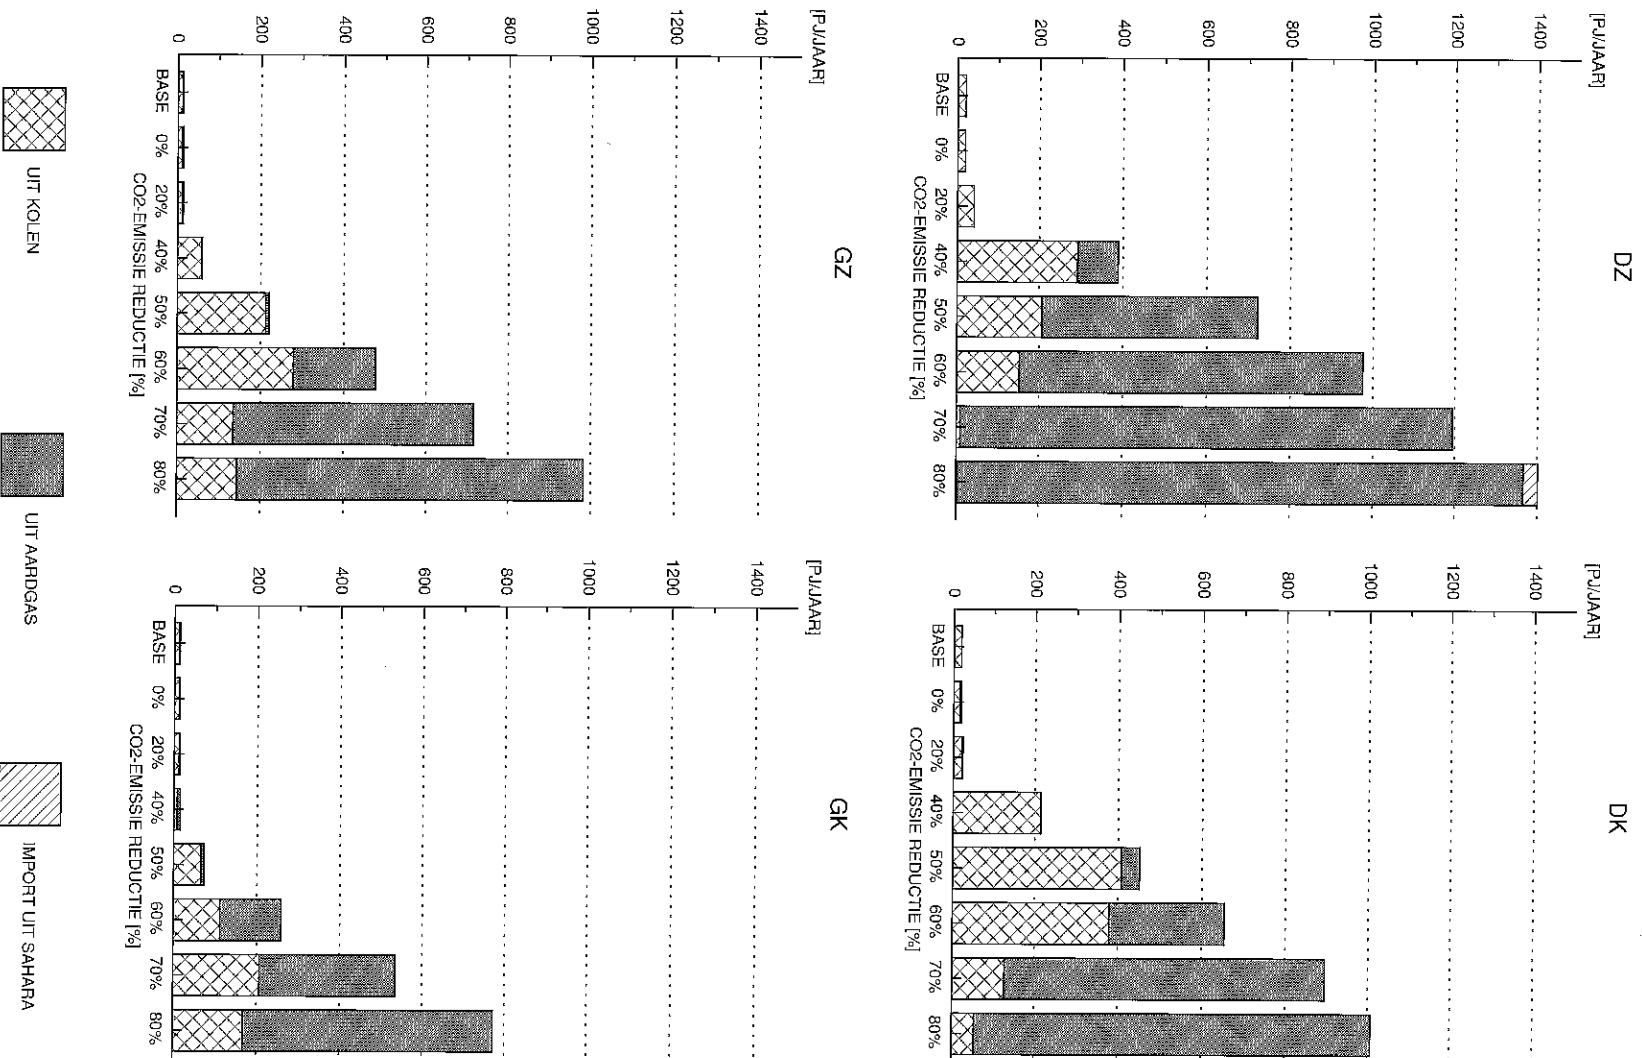 DZ
[PJ/JAAR]
1400
1200
1000
800
600
400
200
0
BASE 0% 20% 40% 50% 60% 70% 80%
CO2-EMISSIE REDUCTIE [%]
DK
[PJ/JAAR]
1400
1200
1000
800
600
400
200
0
BASE 0% 20% 40% 50% 60% 70% 80%
CO2-EMISSIE REDUCTIE [%]
GZ
[PJ/JAAR]
1400
1200
1000
800
600
400
200
0
BASE 0% 20% 40% 50% 60% 70% 80%
CO2-EMISSIE REDUCTIE [%]
GK
[PJ/JAAR]
1400
1200
1000
800
600
400
200
0
BASE 0% 20% 40% 50% 60% 70% 80%
CO2-EMISSIE REDUCTIE [%]
UIT KOLEN
UIT AARDGAS
IMPORT UIT SAHARA